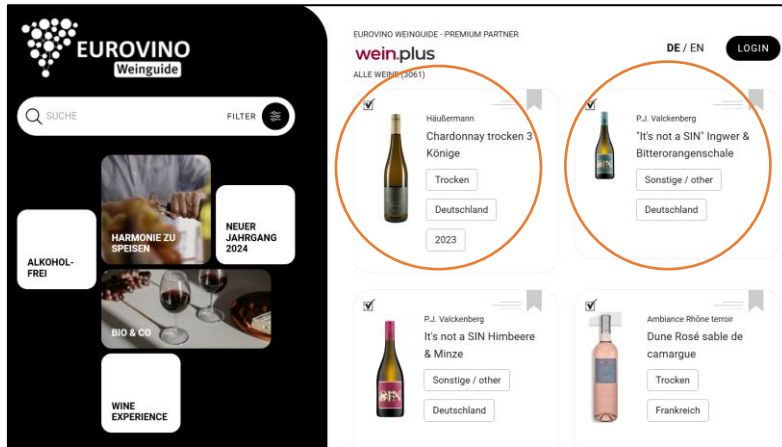 EUROVINO
Weinguide
SUCHE
FILTER
HARMONIE ZU
SPEISEN
NEUER
JAHRGANG
2024
ALKOHOL-
FREI
BIO & CO
WINE
EXPERIENCE
EUROVINO WEINGUIDE - PREMIUM PARTNER
wein.plus
DE / EN
LOGIN
ALLE WEINE (3061)
Häußermann
Chardonnay trocken 3
Könige
Trocken
Deutschland
2023
P.J. Valckenberg
"It's not a SIN" Ingwer &
Bitterorangenschale
Sonstige / other
Deutschland
P.J. Valckenberg
It's not a SIN Himbeere
& Minze
Sonstige / other
Deutschland
Ambiance Rhône terroir
Dune Rosé sable de
camargue
Trocken
Frankreich